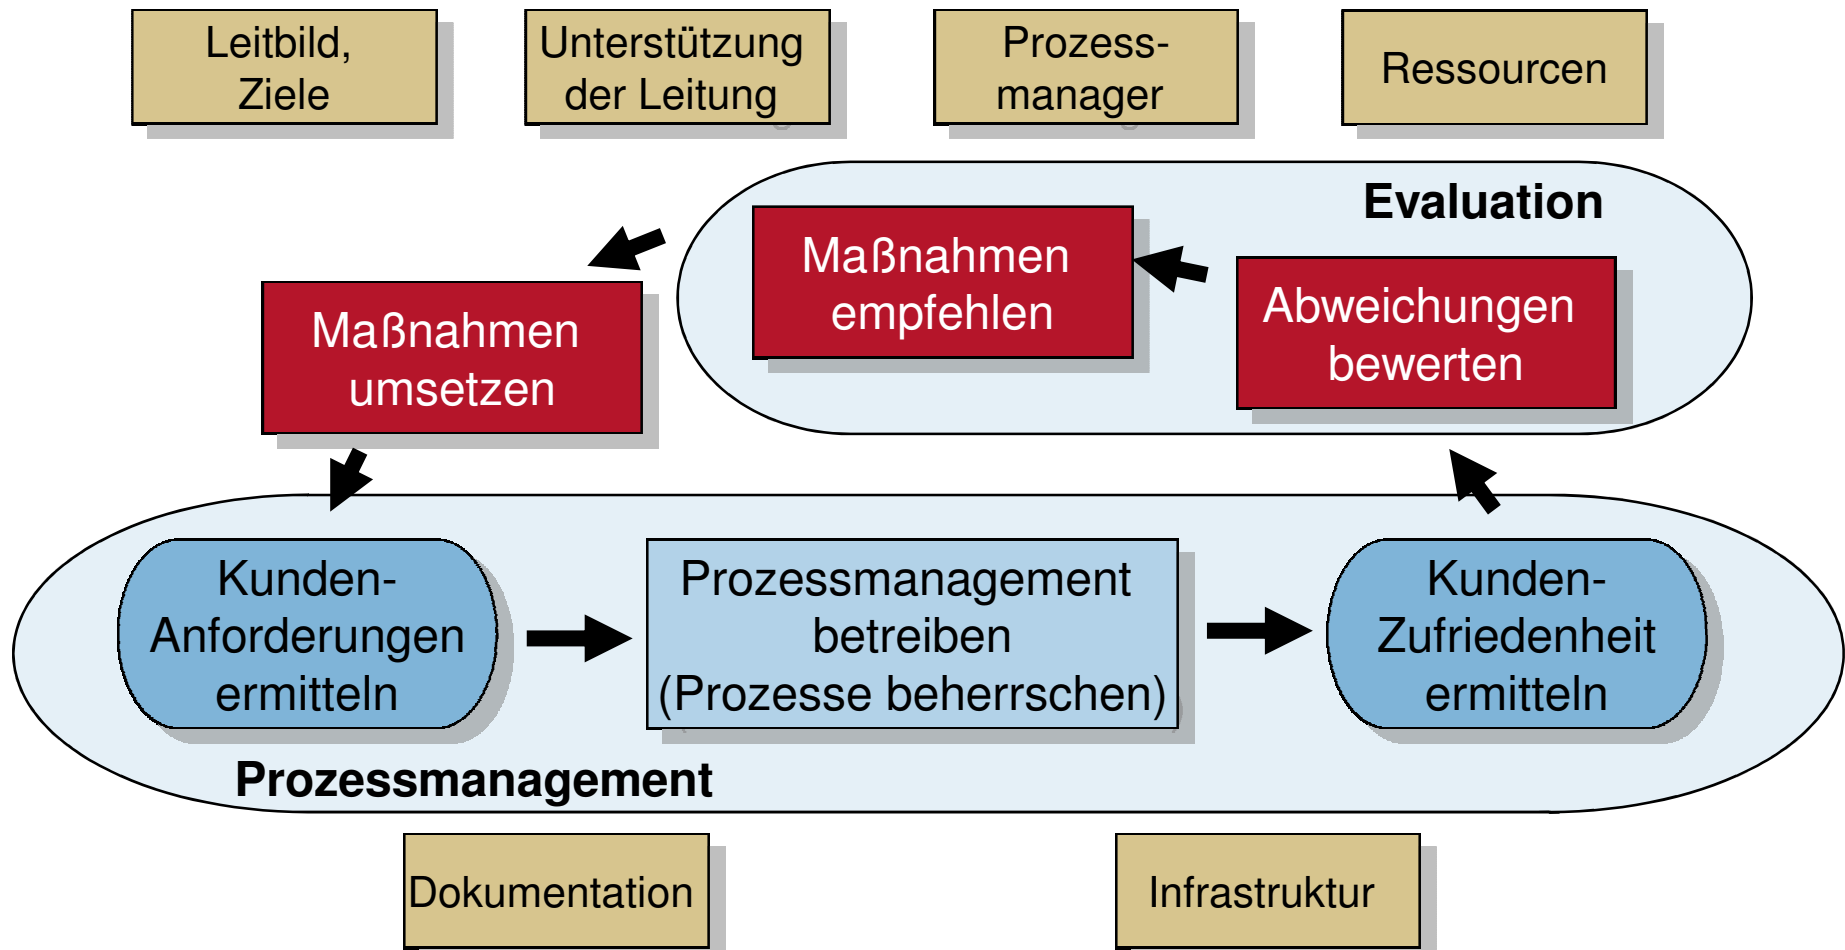 Leitbild,
Ziele
Unterstützung
der Leitung
Prozess-
manager
Ressourcen
Evaluation
Maßnahmen
empfehlen
Abweichungen
bewerten
Maßnahmen
umsetzen
Kunden-
Anforderungen
ermitteln
Prozessmanagement
betreiben
(Prozesse beherrschen)
Kunden-
Zufriedenheit
ermitteln
Prozessmanagement
Dokumentation
Infrastruktur